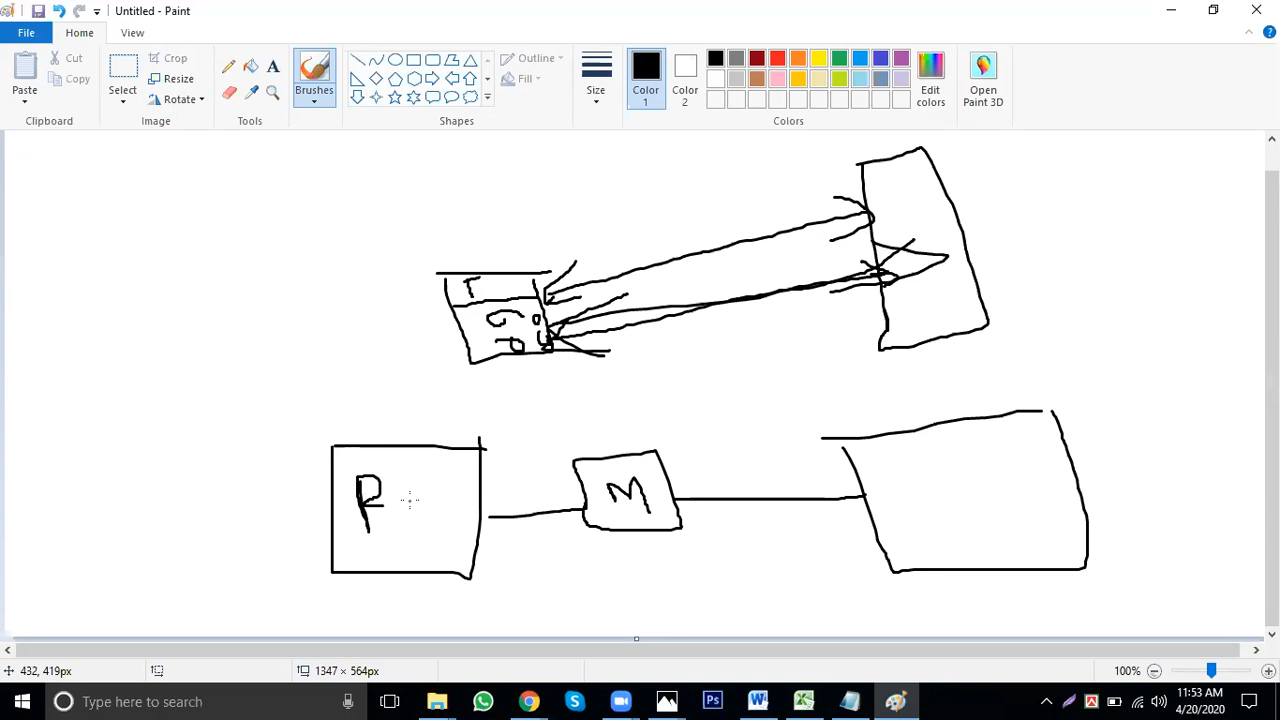 Untitled - Paint
File Home View
Paste
Cut
Copy
Clipboard
Select
Crop
Resize
Rotate
Image
A
Tools
Brushes
Shapes
Outline
Fill
Size
Color 1
Color 2
Edit colors
Colors
Open Paint 3D
P
M
432, 419px
1347 × 564px
100%
Type here to search
Ps
W
X
A
11:53 AM
4/20/2020